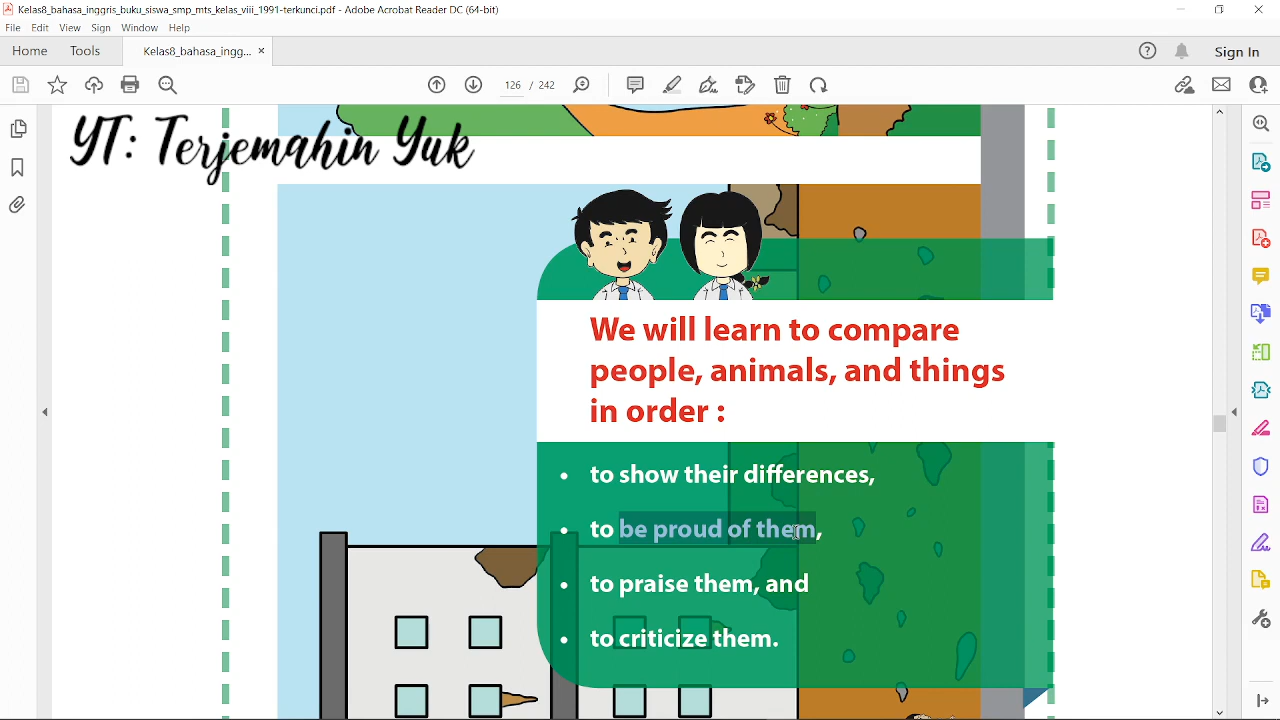 Kelas8_bahasa_inggris_buku_siswa_smp_mts_kelas_viii_1991-terkunci.pdf - Adobe Acrobat Reader DC (64-bit)
File Edit View Sign Window Help
Home Tools Kelas8_bahasa_ingg... × Sign In
126 / 242
YT: Terjemahin Yuk
We will learn to compare
people, animals, and things
in order :
• to show their differences,
• to be proud of them,
• to praise them, and
• to criticize them.